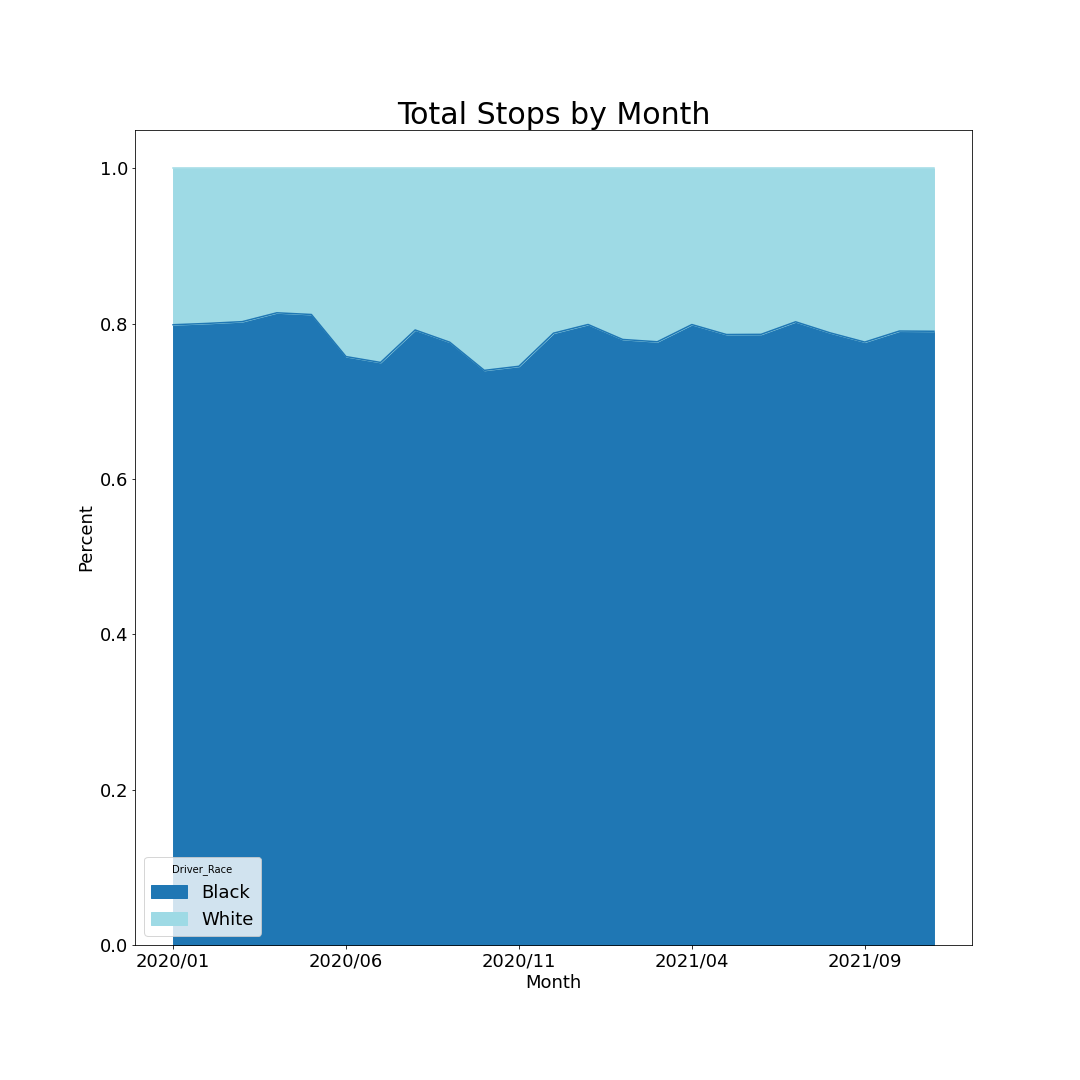 Total Stops by Month
1.0
0.8
0.6
0.4
0.2
0.0
Percent
Driver_Race
Black
White
2020/01 2020/06 2020/11 2021/04 2021/09
Month